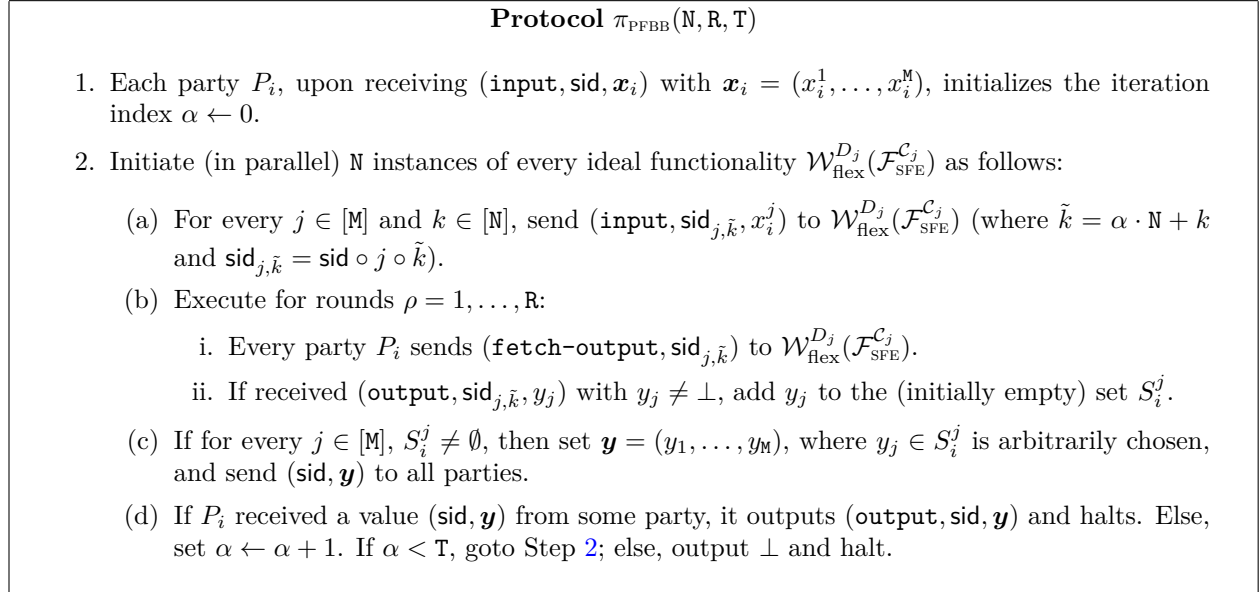 Protocol π_PFBB(N, R, T)
1. Each party P_i, upon receiving (input, sid, x_i) with x_i = (x_i^1, . . . , x_i^M), initializes the iteration
index α ← 0.
2. Initiate (in parallel) N instances of every ideal functionality W_flex^{D_j}(F_SFE^{C_j}) as follows:
(a) For every j ∈ [M] and k ∈ [N], send (input, sid_{j,k̃}, x_i^j) to W_flex^{D_j}(F_SFE^{C_j}) (where k̃ = α · N + k
and sid_{j,k̃} = sid ∘ j ∘ k̃).
(b) Execute for rounds ρ = 1, . . . , R:
i. Every party P_i sends (fetch-output, sid_{j,k̃}) to W_flex^{D_j}(F_SFE^{C_j}).
ii. If received (output, sid_{j,k̃}, y_j) with y_j ≠ ⊥, add y_j to the (initially empty) set S_i^j.
(c) If for every j ∈ [M], S_i^j ≠ ∅, then set y = (y_1, . . . , y_M), where y_j ∈ S_i^j is arbitrarily chosen,
and send (sid, y) to all parties.
(d) If P_i received a value (sid, y) from some party, it outputs (output, sid, y) and halts. Else,
set α ← α + 1. If α < T, goto Step 2; else, output ⊥ and halt.